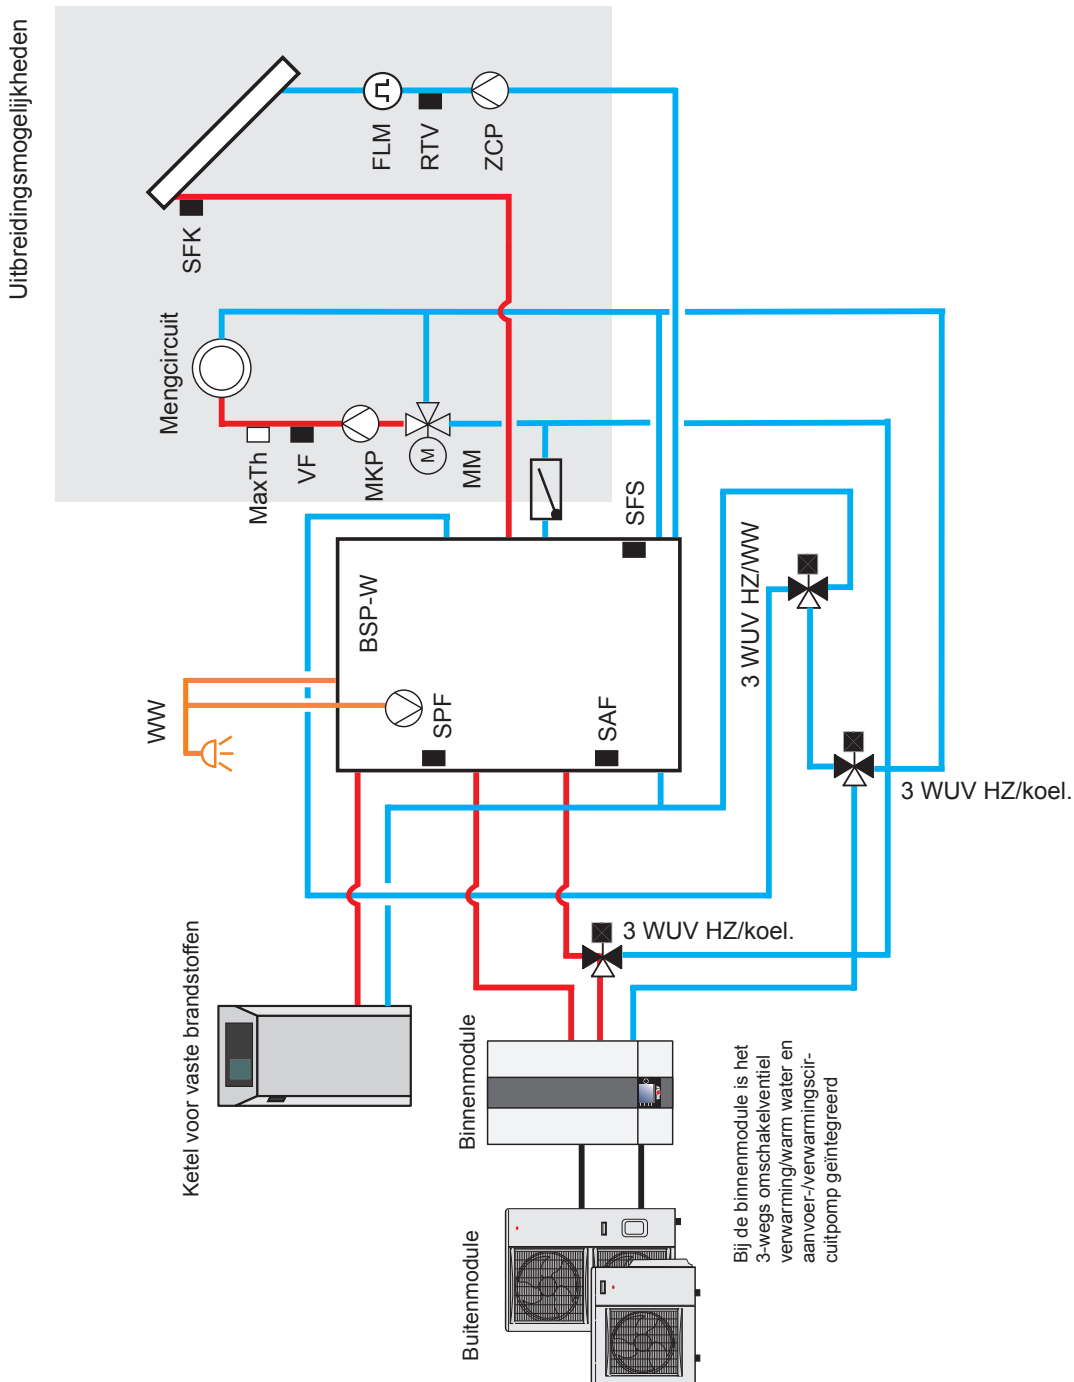 Uitbreidingsmogelijkheden
SFK
FLM
RTV
ZCP
Mengcircuit
MaxTh
VF
MKP
M
MM
SFS
BSP-W
WW
SPF
SAF
3 WUV HZ/WW
3 WUV HZ/koel.
3 WUV HZ/koel.
Ketel voor vaste brandstoffen
Binnenmodule
Buitenmodule
Bij de binnenmodule is het
3-wegs omschakelventiel
verwarming/warm water en
aanvoer-/verwarmingscir-
cuitpomp geïntegreerd